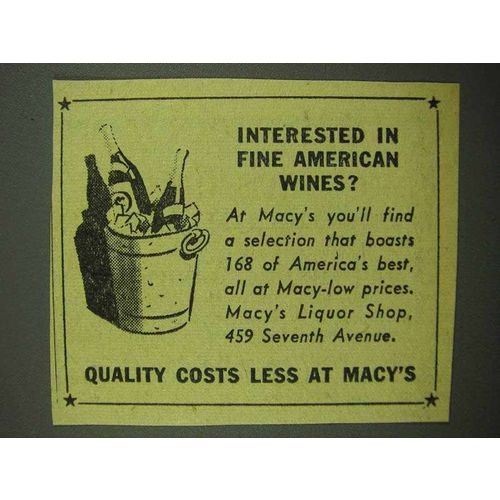 INTERESTED IN
FINE AMERICAN
WINES?
At Macy's you'll find
a selection that boasts
168 of America's best,
all at Macy-low prices.
Macy's Liquor Shop,
459 Seventh Avenue.
QUALITY COSTS LESS AT MACY'S